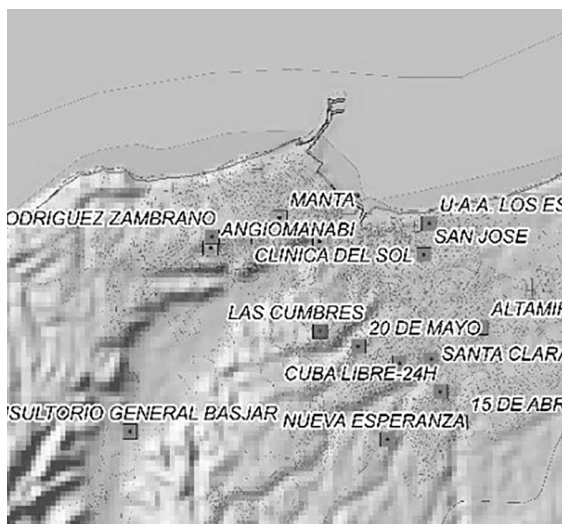 MANTA
U.A.A. LOS ES
ODRIGUEZ ZAMBRANO
ANGIOMANABI
SAN JOSE
CLINICA DEL SOL
ALTAMIR
LAS CUMBRES
20 DE MAYO
SANTA CLARA
CUBA LIBRE-24H
15 DE ABR
NSULTORIO GENERAL BASJAR
NUEVA ESPERANZA